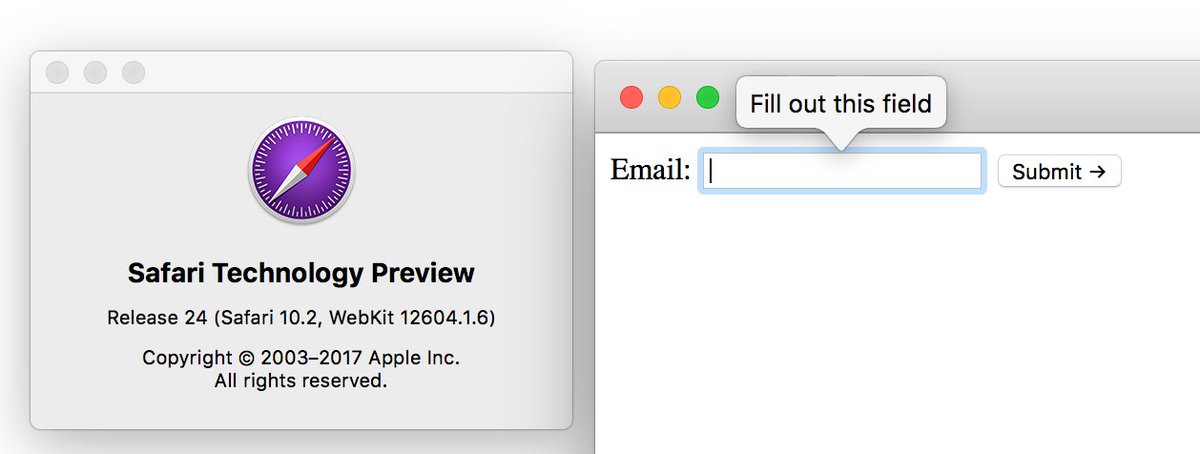 Safari Technology Preview
Release 24 (Safari 10.2, WebKit 12604.1.6)
Copyright © 2003–2017 Apple Inc.
All rights reserved.
Fill out this field
Email:
Submit →